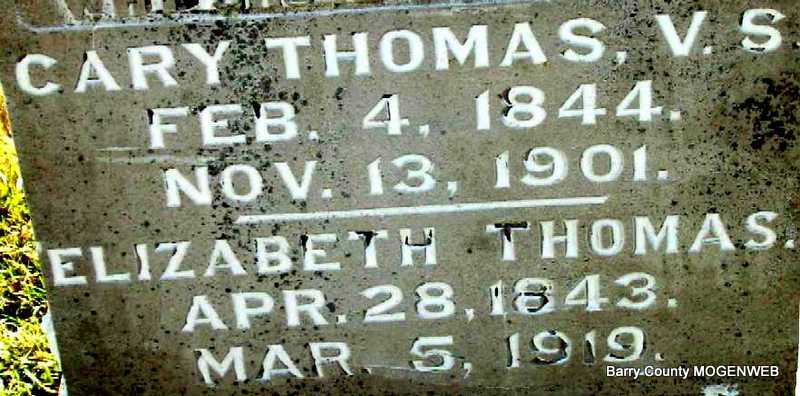 CARY THOMAS, V. S.
FEB. 4, 1844.
NOV. 13, 1901.
ELIZABETH THOMAS.
APR. 28, 1843.
MAR. 5, 1919.
Barry County MOGENWEB